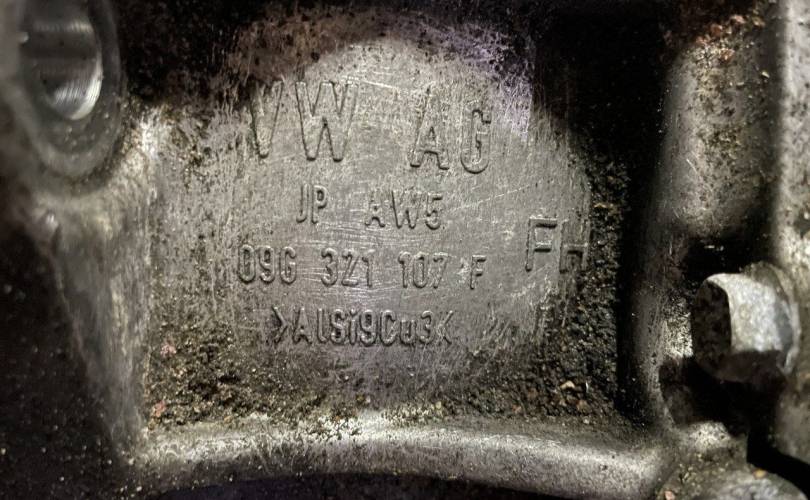 VW AG
JP AW5
09G 321 107 F
FH
>AlSi9Cu3<